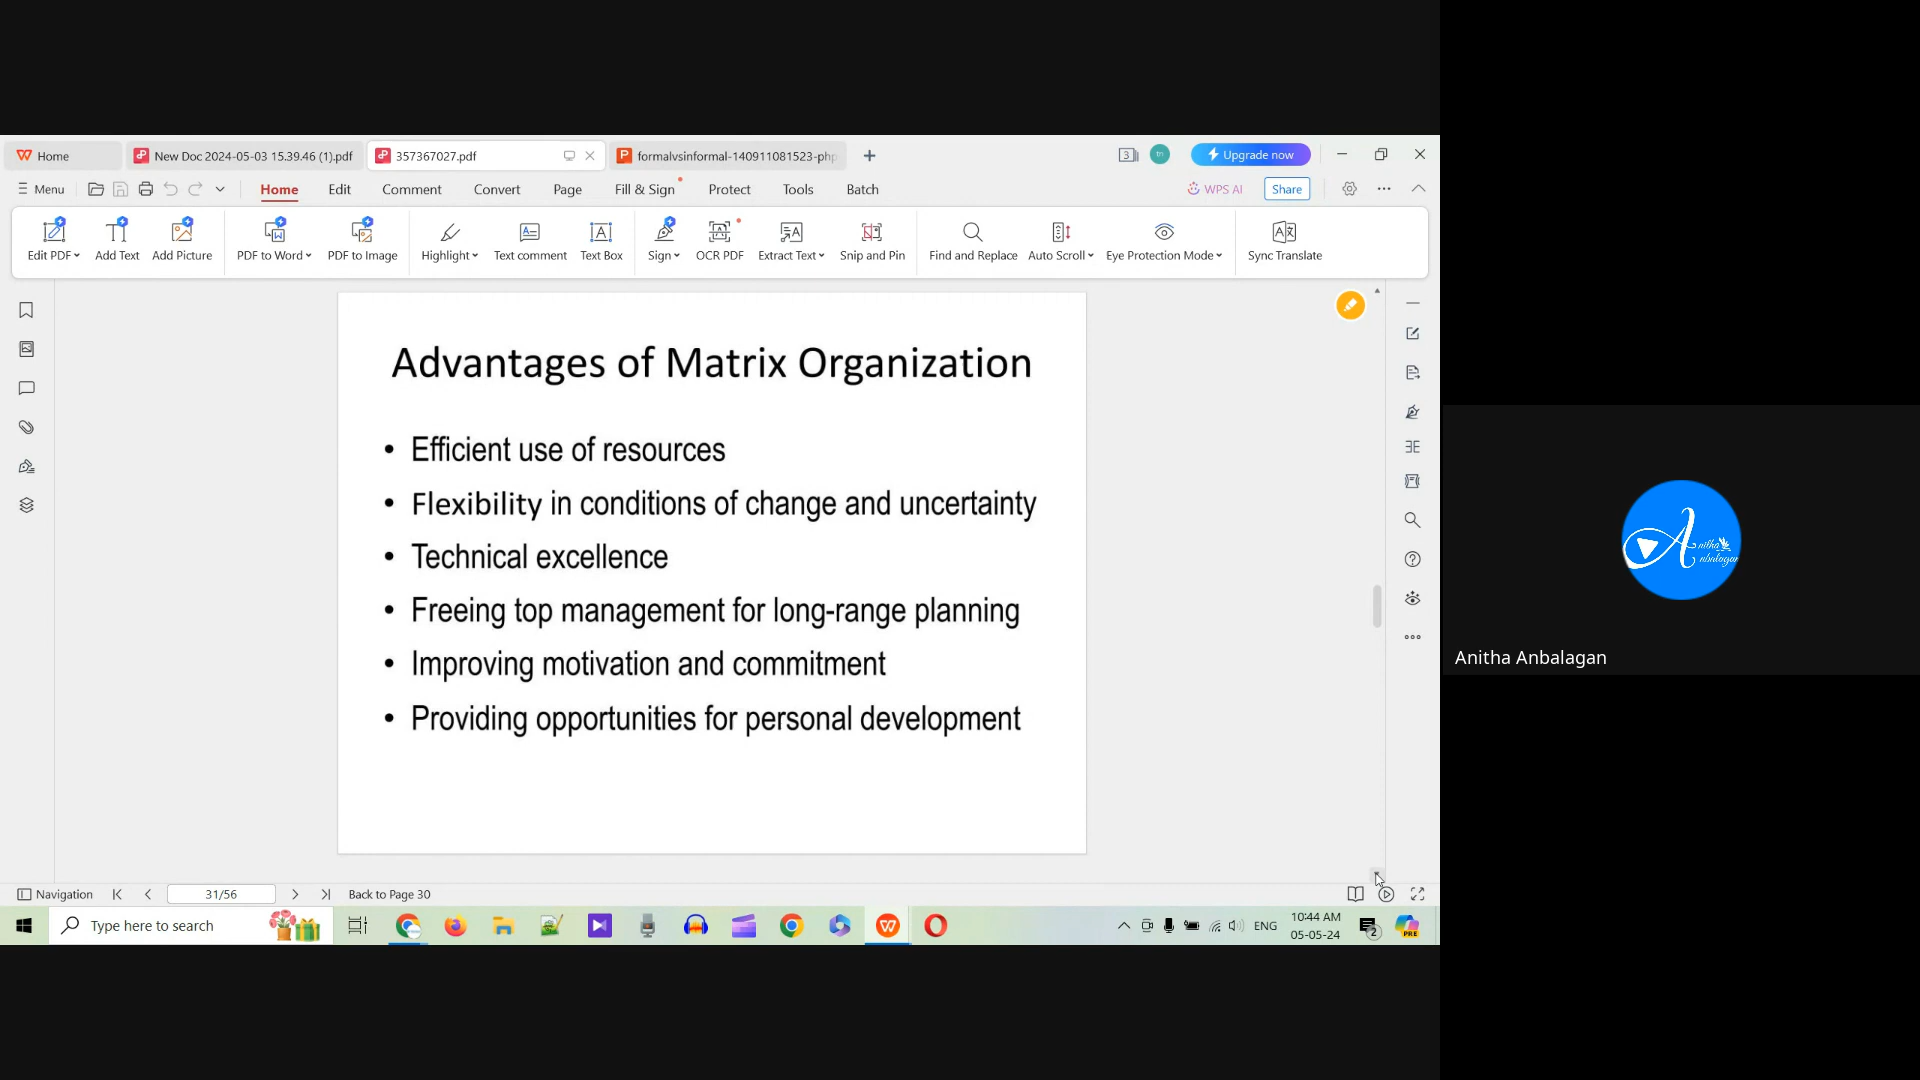 Home
New Doc 2024-05-03 15.39.46 (1).pdf
357367027.pdf
formalvsinformal-140911081523-php
3
Upgrade now
Menu
Home
Edit
Comment
Convert
Page
Fill & Sign
Protect
Tools
Batch
WPS AI
Share
Edit PDF
Add Text
Add Picture
PDF to Word
PDF to Image
Highlight
Text comment
Text Box
Sign
OCR PDF
Extract Text
Snip and Pin
Find and Replace
Auto Scroll
Eye Protection Mode
Sync Translate
Advantages of Matrix Organization
• Efficient use of resources
• Flexibility in conditions of change and uncertainty
• Technical excellence
• Freeing top management for long-range planning
• Improving motivation and commitment
• Providing opportunities for personal development
Anitha Anbalagan
Navigation
31/56
Back to Page 30
Type here to search
ENG
10:44 AM
05-05-24
2
PRE